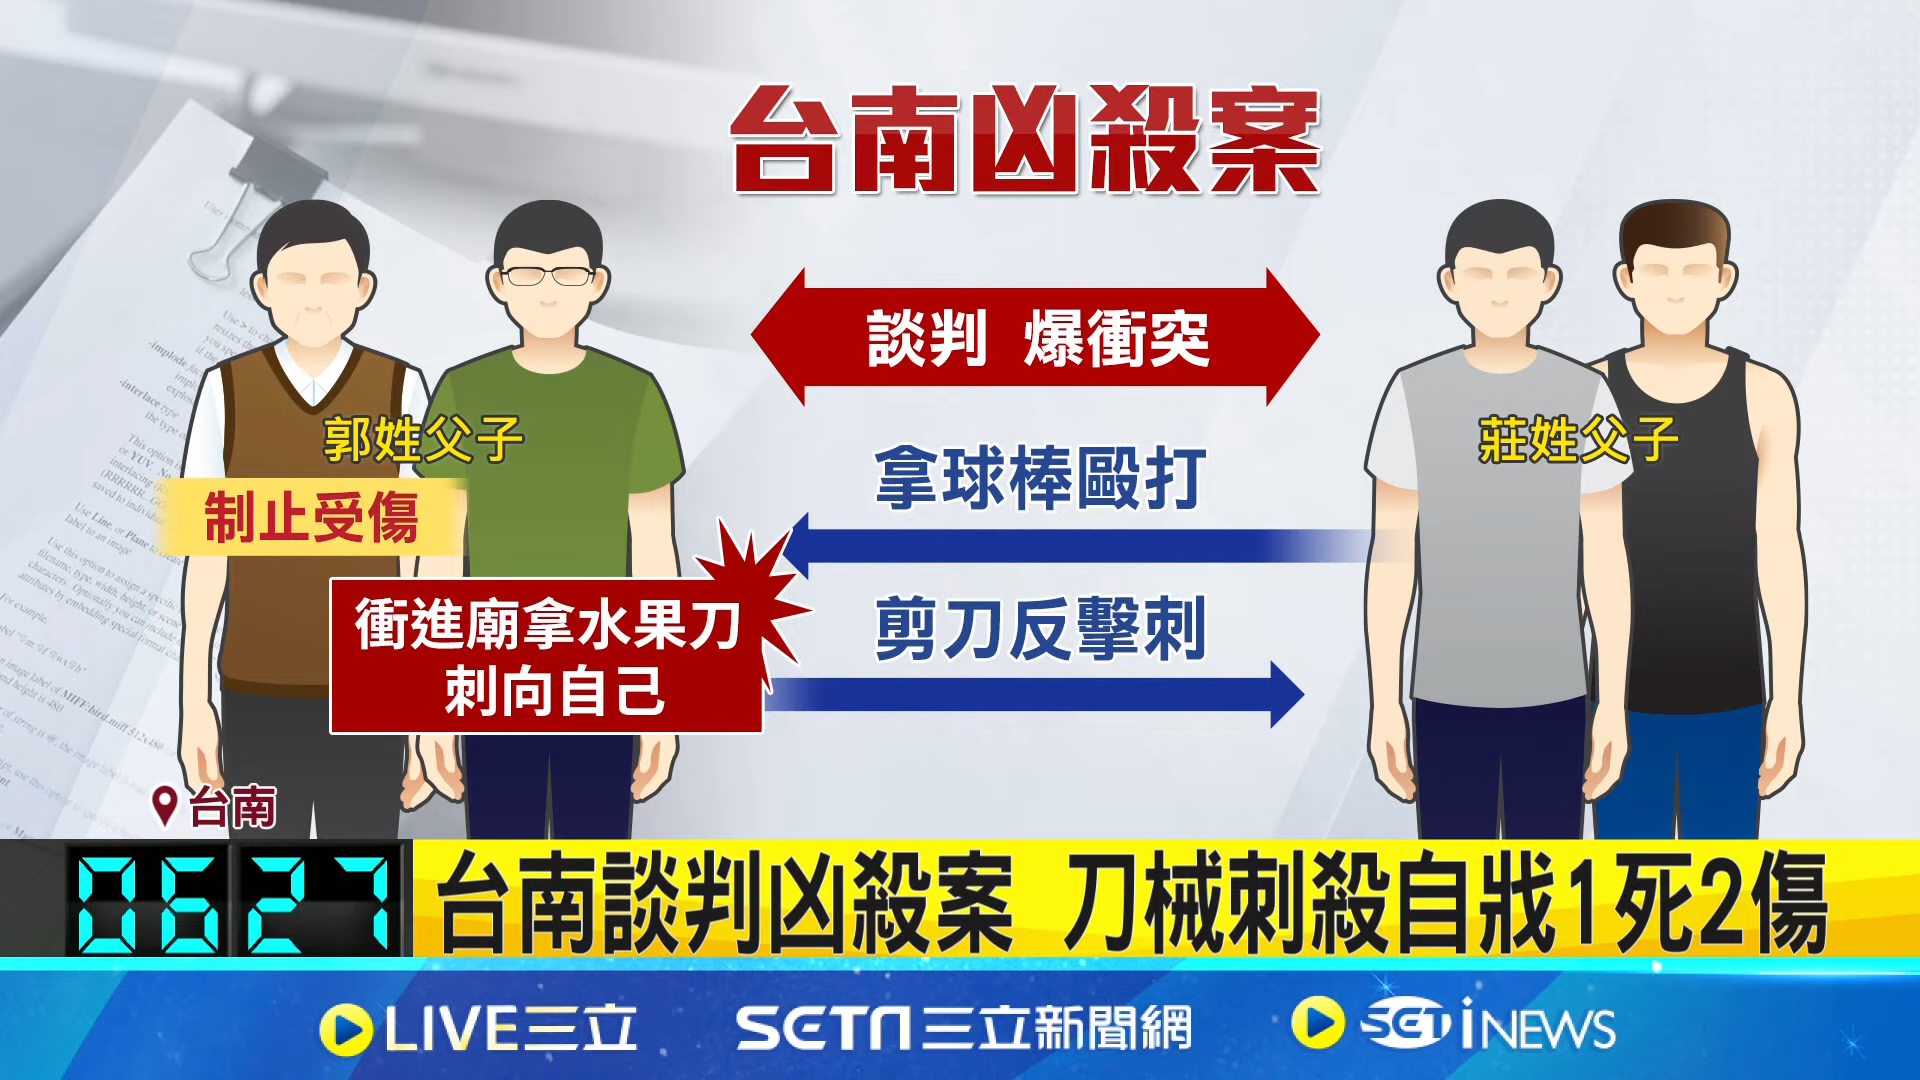 台南凶殺案
談判 爆衝突
郭姓父子
莊姓父子
拿球棒毆打
制止受傷
剪刀反擊刺
衝進廟拿水果刀
刺向自己
台南
0627
台南談判凶殺案 刀械刺殺自戕1死2傷
LIVE三立
SETN三立新聞網
SETiNEWS